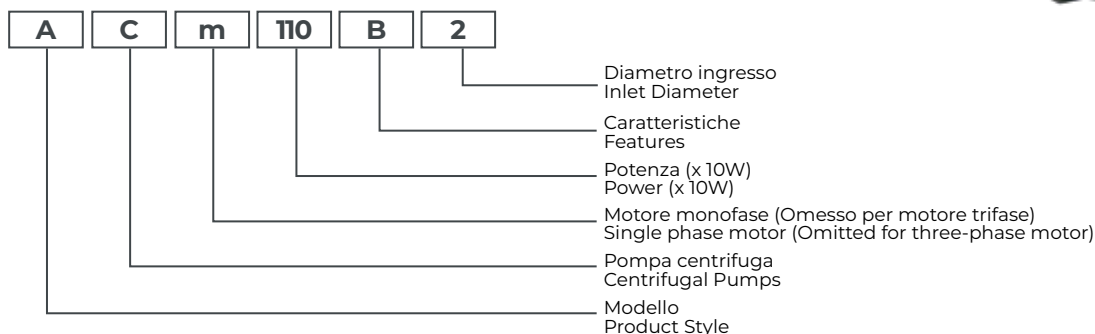 A C m 110 B 2
Diametro ingresso
Inlet Diameter
Caratteristiche
Features
Potenza (x 10W)
Power (x 10W)
Motore monofase (Omesso per motore trifase)
Single phase motor (Omitted for three-phase motor)
Pompa centrifuga
Centrifugal Pumps
Modello
Product Style